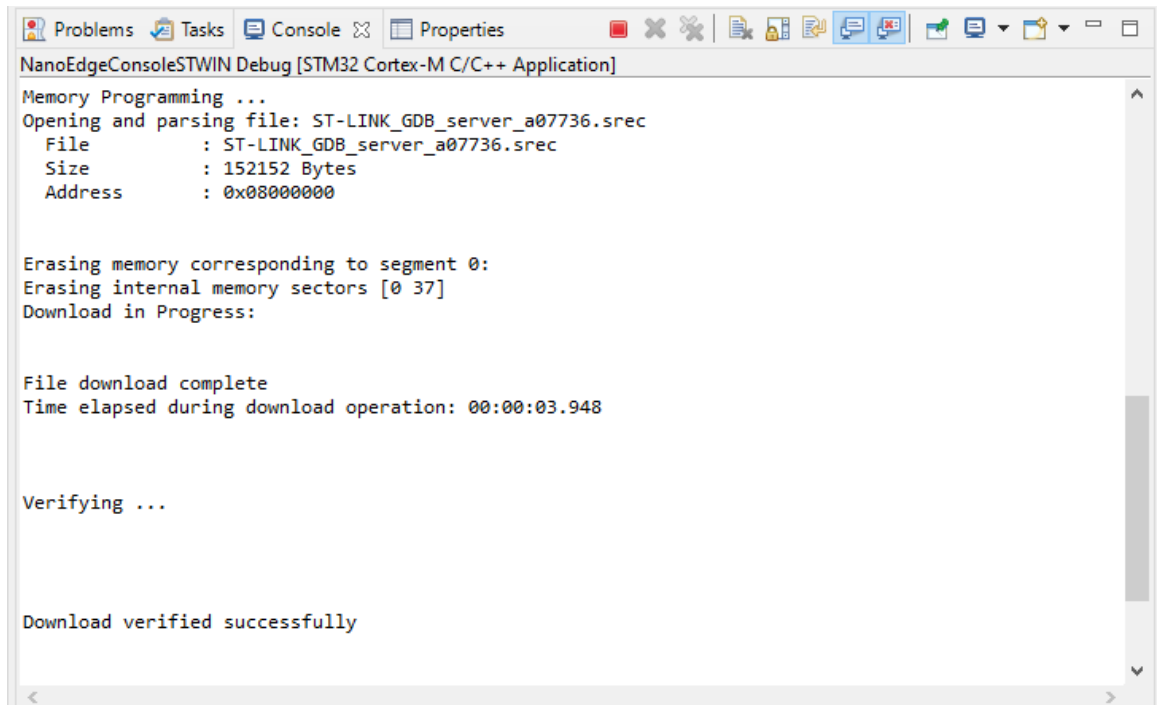 Problems Tasks Console Properties
NanoEdgeConsoleSTWIN Debug [STM32 Cortex-M C/C++ Application]
Memory Programming ...
Opening and parsing file: ST-LINK_GDB_server_a07736.srec
  File          : ST-LINK_GDB_server_a07736.srec
  Size          : 152152 Bytes
  Address       : 0x08000000
Erasing memory corresponding to segment 0:
Erasing internal memory sectors [0 37]
Download in Progress:
File download complete
Time elapsed during download operation: 00:00:03.948
Verifying ...
Download verified successfully